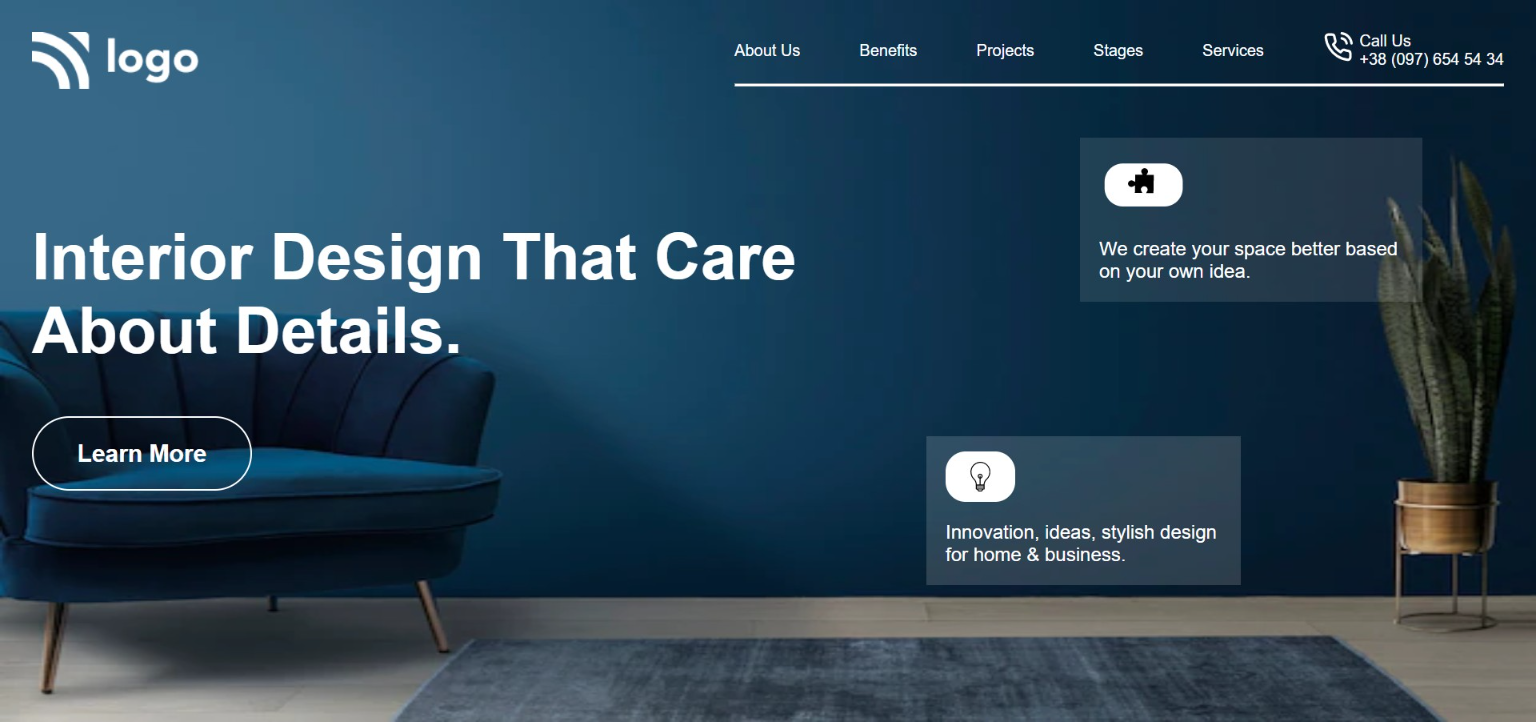 logo
About Us
Benefits
Projects
Stages
Services
Call Us
+38 (097) 654 54 34
Interior Design That Care
About Details.
Learn More
We create your space better based
on your own idea.
Innovation, ideas, stylish design
for home & business.